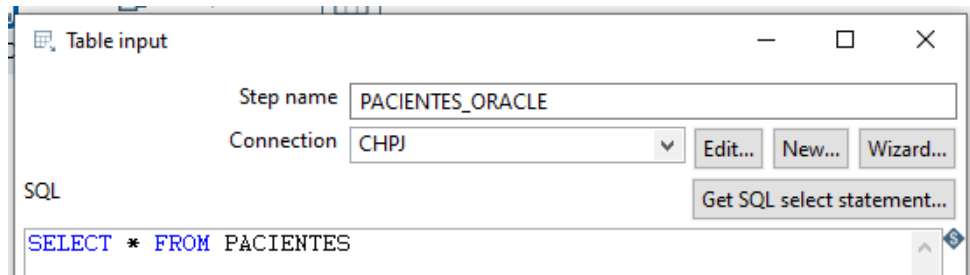 Table input
Step name PACIENTES_ORACLE
Connection CHPJ Edit... New... Wizard...
SQL Get SQL select statement...
SELECT * FROM PACIENTES